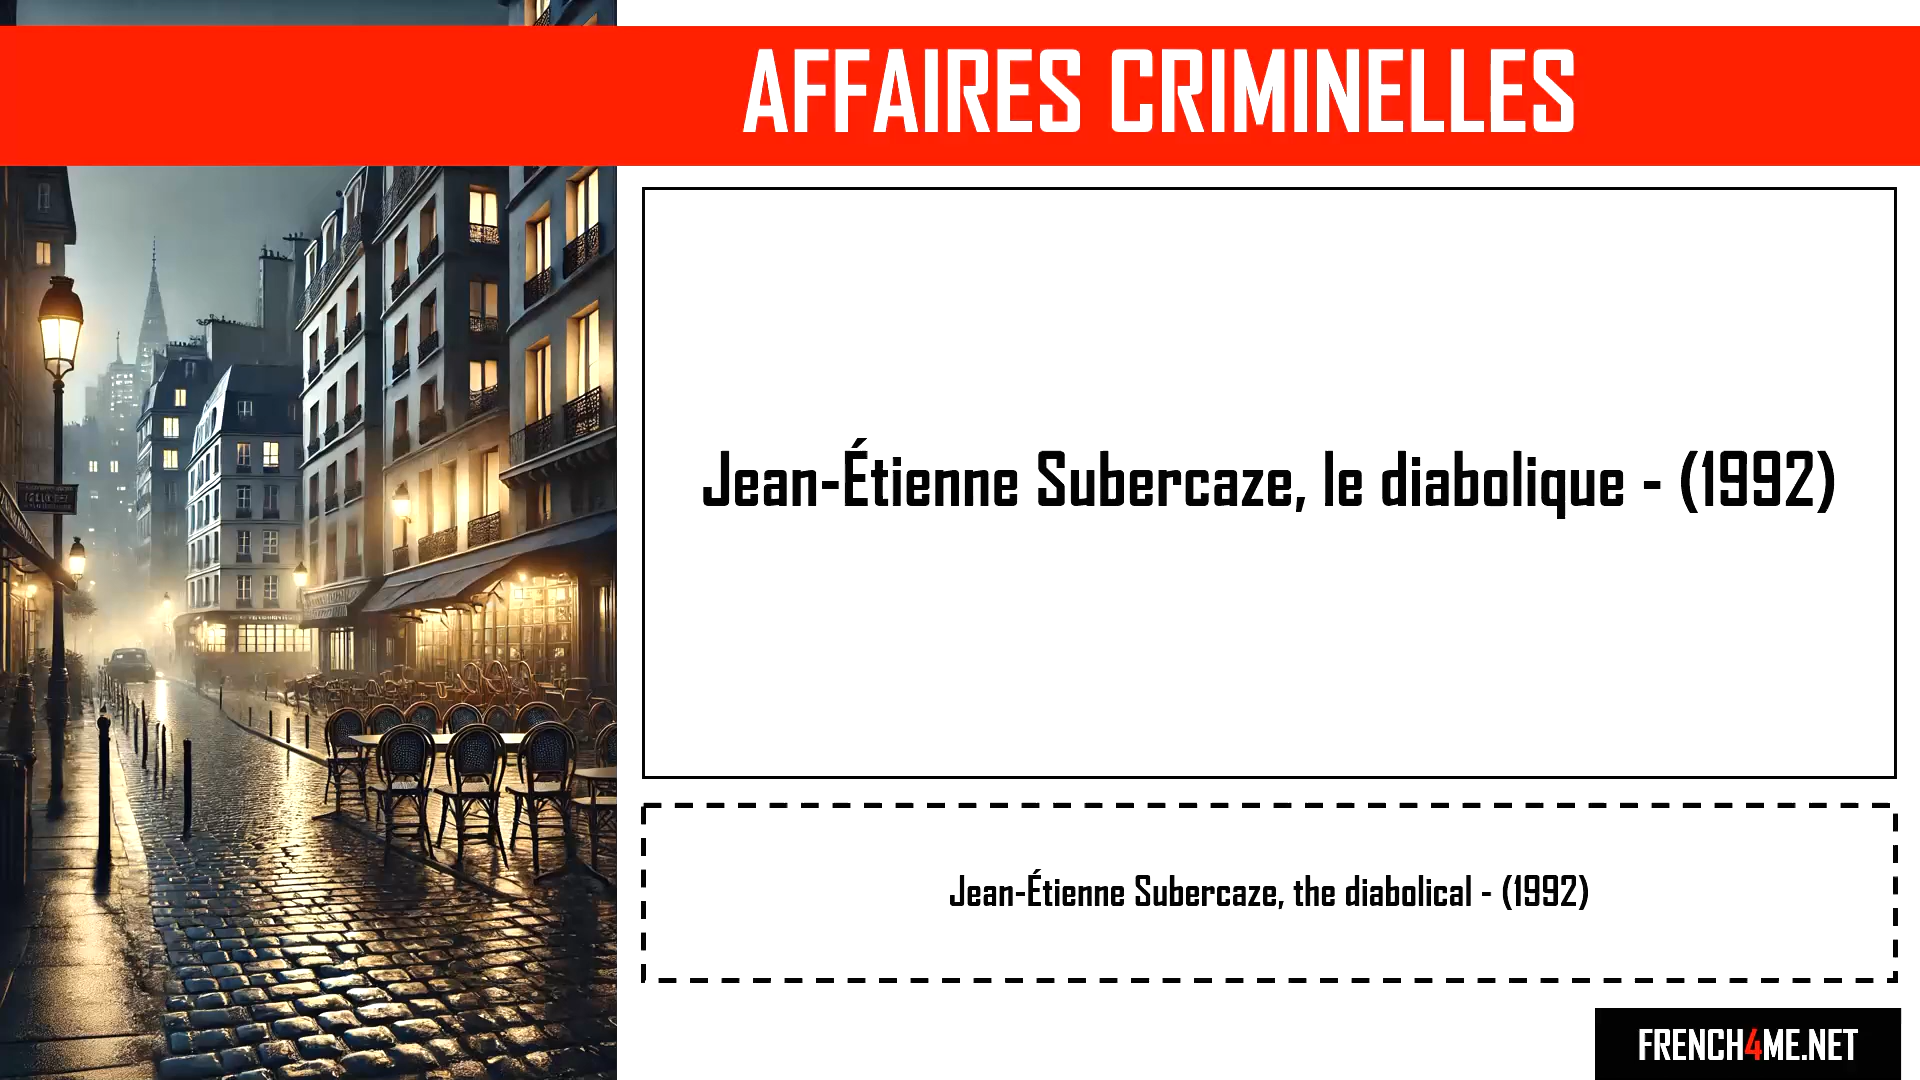 AFFAIRES CRIMINELLES
Jean-Étienne Subercaze, le diabolique - (1992)
Jean-Étienne Subercaze, the diabolical - (1992)
FRENCH4ME.NET